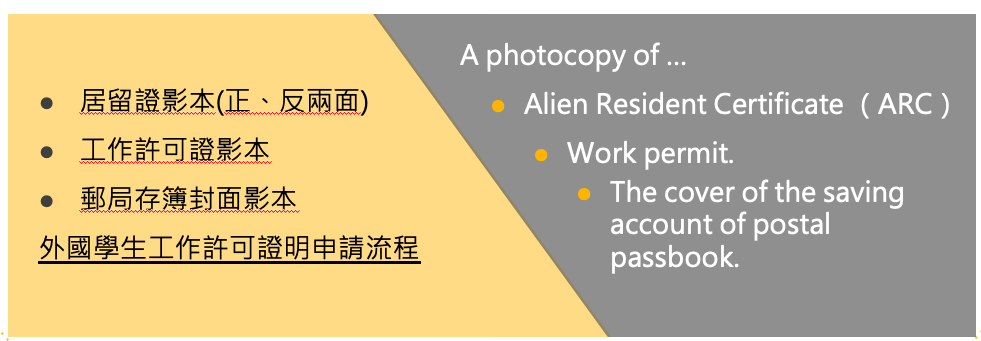 居留證影本(正、反兩面)
工作許可證影本
郵局存簿封面影本
外國學生工作許可證明申請流程
A photocopy of ...
Alien Resident Certificate （ARC）
Work permit.
The cover of the saving
account of postal
passbook.